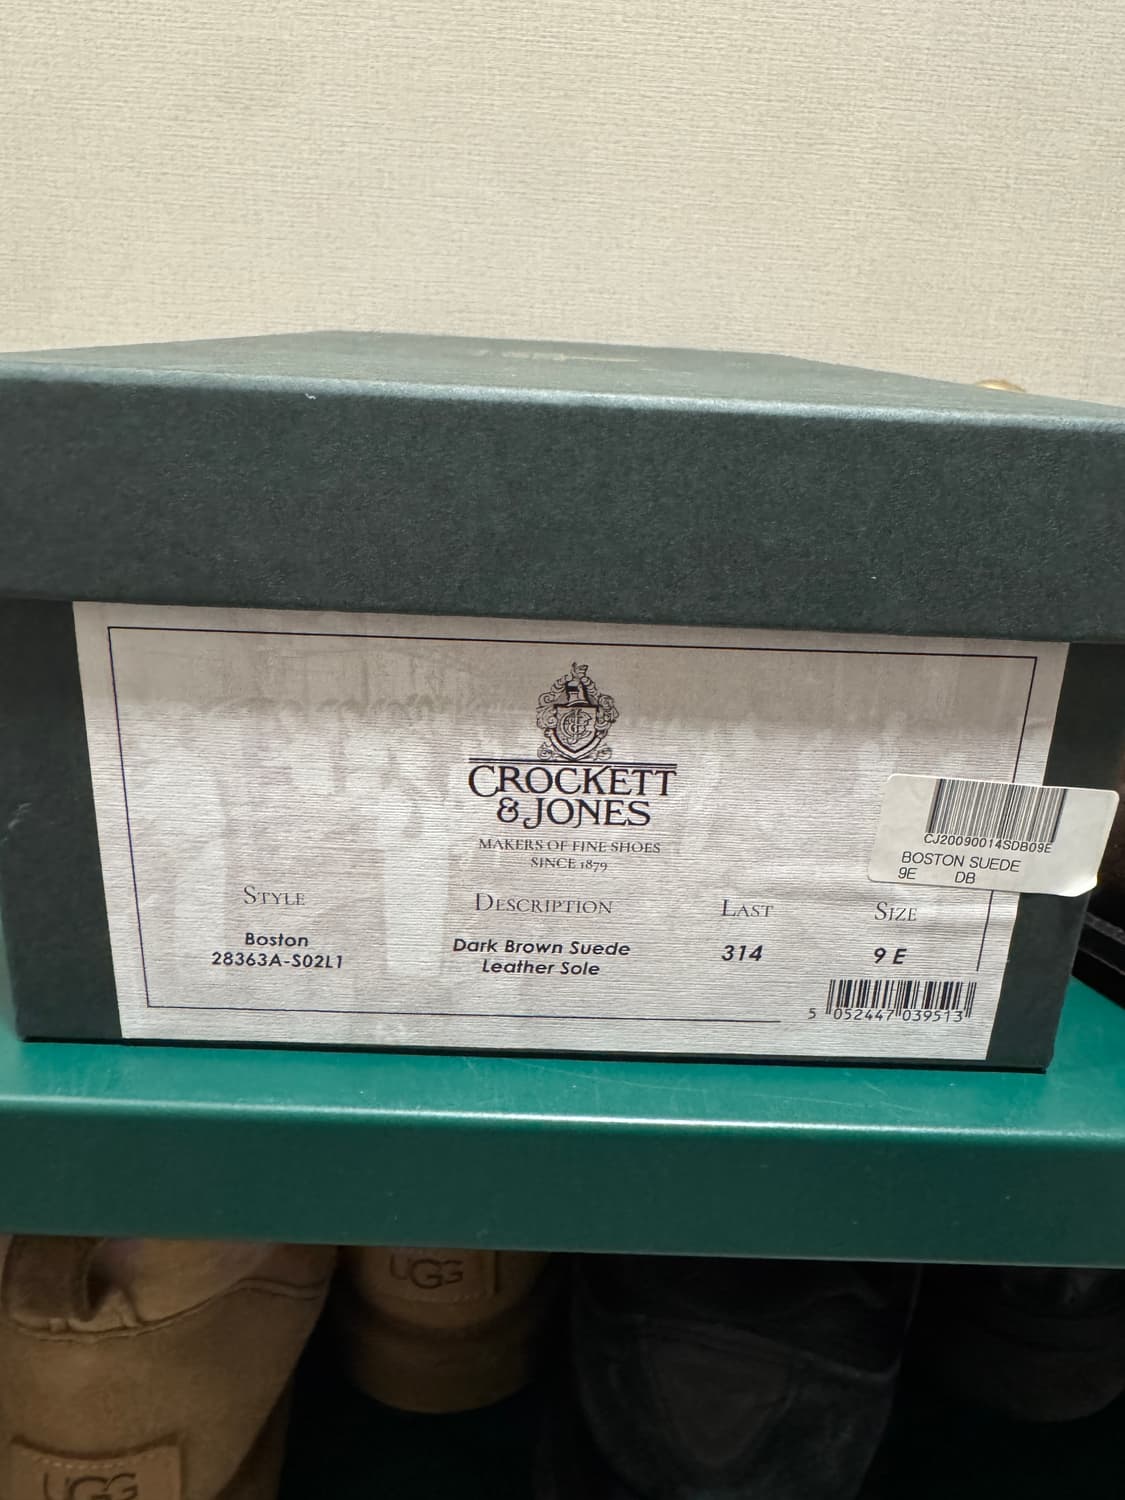 CROCKETT
& JONES
MAKERS OF FINE SHOES
SINCE 1879
CJ20090014SDB09E
BOSTON SUEDE
9E DB
STYLE DESCRIPTION LAST SIZE
Boston Dark Brown Suede 314 9 E
28363A-S02L1 Leather Sole
5 052447 039513
UGG
UGG